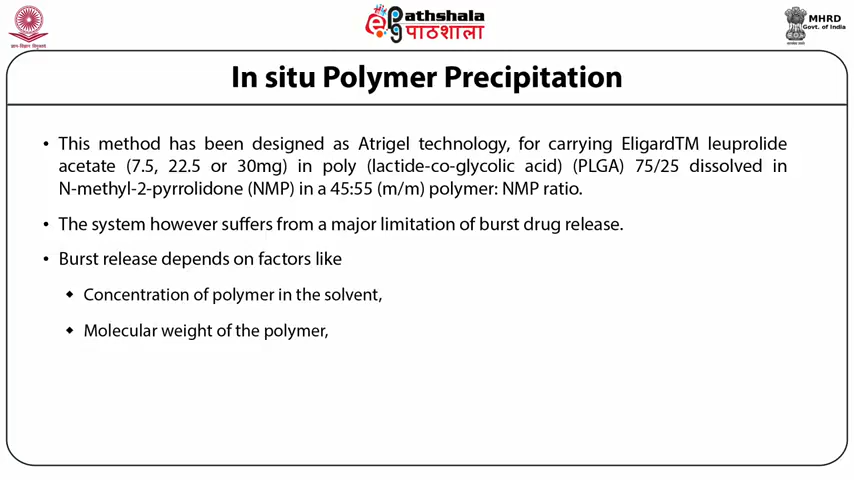 Pathshala
पाठशाला
MHRD
Govt. of India
In situ Polymer Precipitation
• This method has been designed as Atrigel technology, for carrying EligardTM leuprolide
acetate (7.5, 22.5 or 30mg) in poly (lactide-co-glycolic acid) (PLGA) 75/25 dissolved in
N-methyl-2-pyrrolidone (NMP) in a 45:55 (m/m) polymer: NMP ratio.
• The system however suffers from a major limitation of burst drug release.
• Burst release depends on factors like
◆ Concentration of polymer in the solvent,
◆ Molecular weight of the polymer,